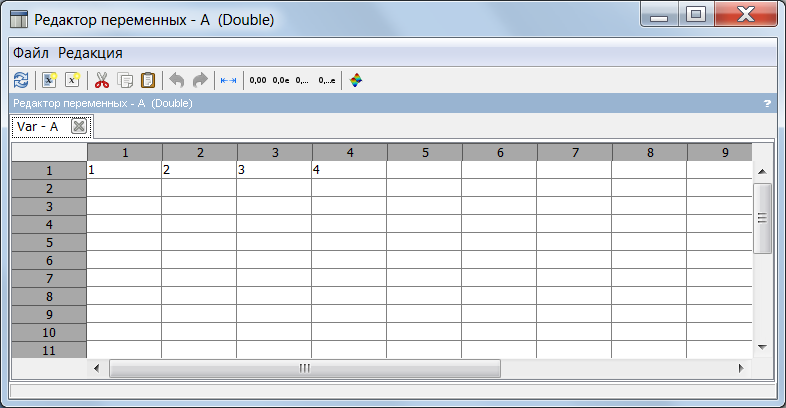 Редактор переменных - A (Double)
Файл Редакция
0,00 0,0e 0,... 0,...e
Редактор переменных - A (Double) ?
Var - A
1 2 3 4 5 6 7 8 9
1 1 2 3 4
2
3
4
5
6
7
8
9
10
11